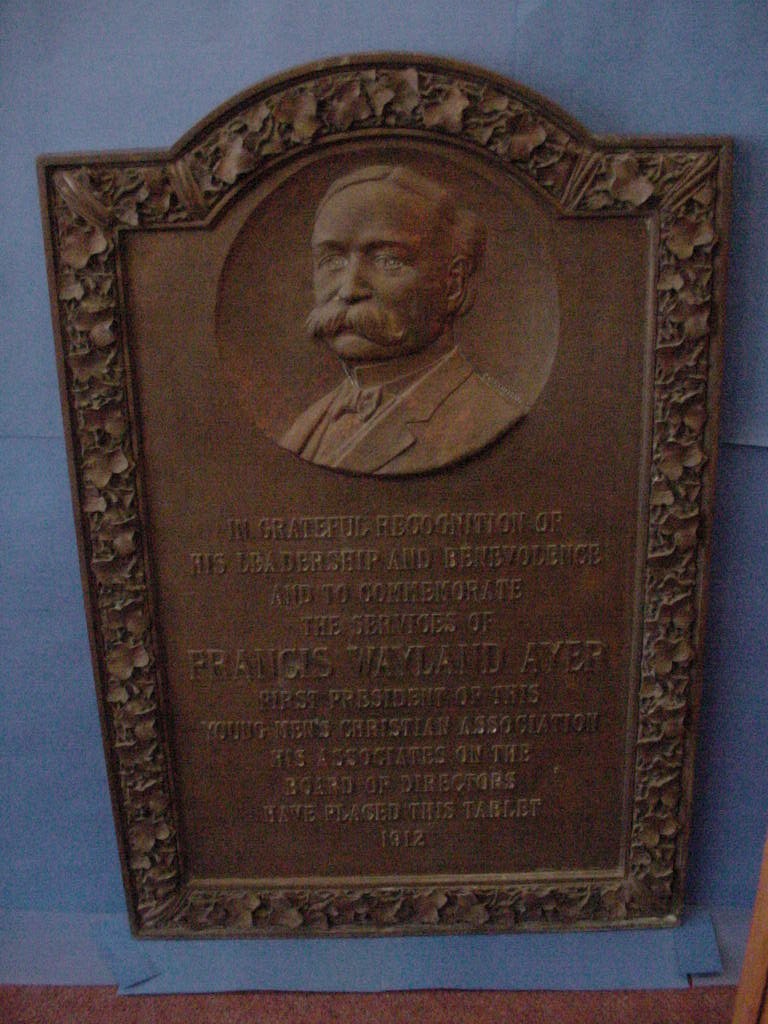 IN GRATEFUL RECOGNITION OF
HIS LEADERSHIP AND BENEVOLENCE
AND TO COMMEMORATE
THE SERVICES OF
FRANCIS WAYLAND AYER
FIRST PRESIDENT OF THIS
YOUNG MEN'S CHRISTIAN ASSOCIATION
HIS ASSOCIATES ON THE
BOARD OF DIRECTORS
HAVE PLACED THIS TABLET
1912